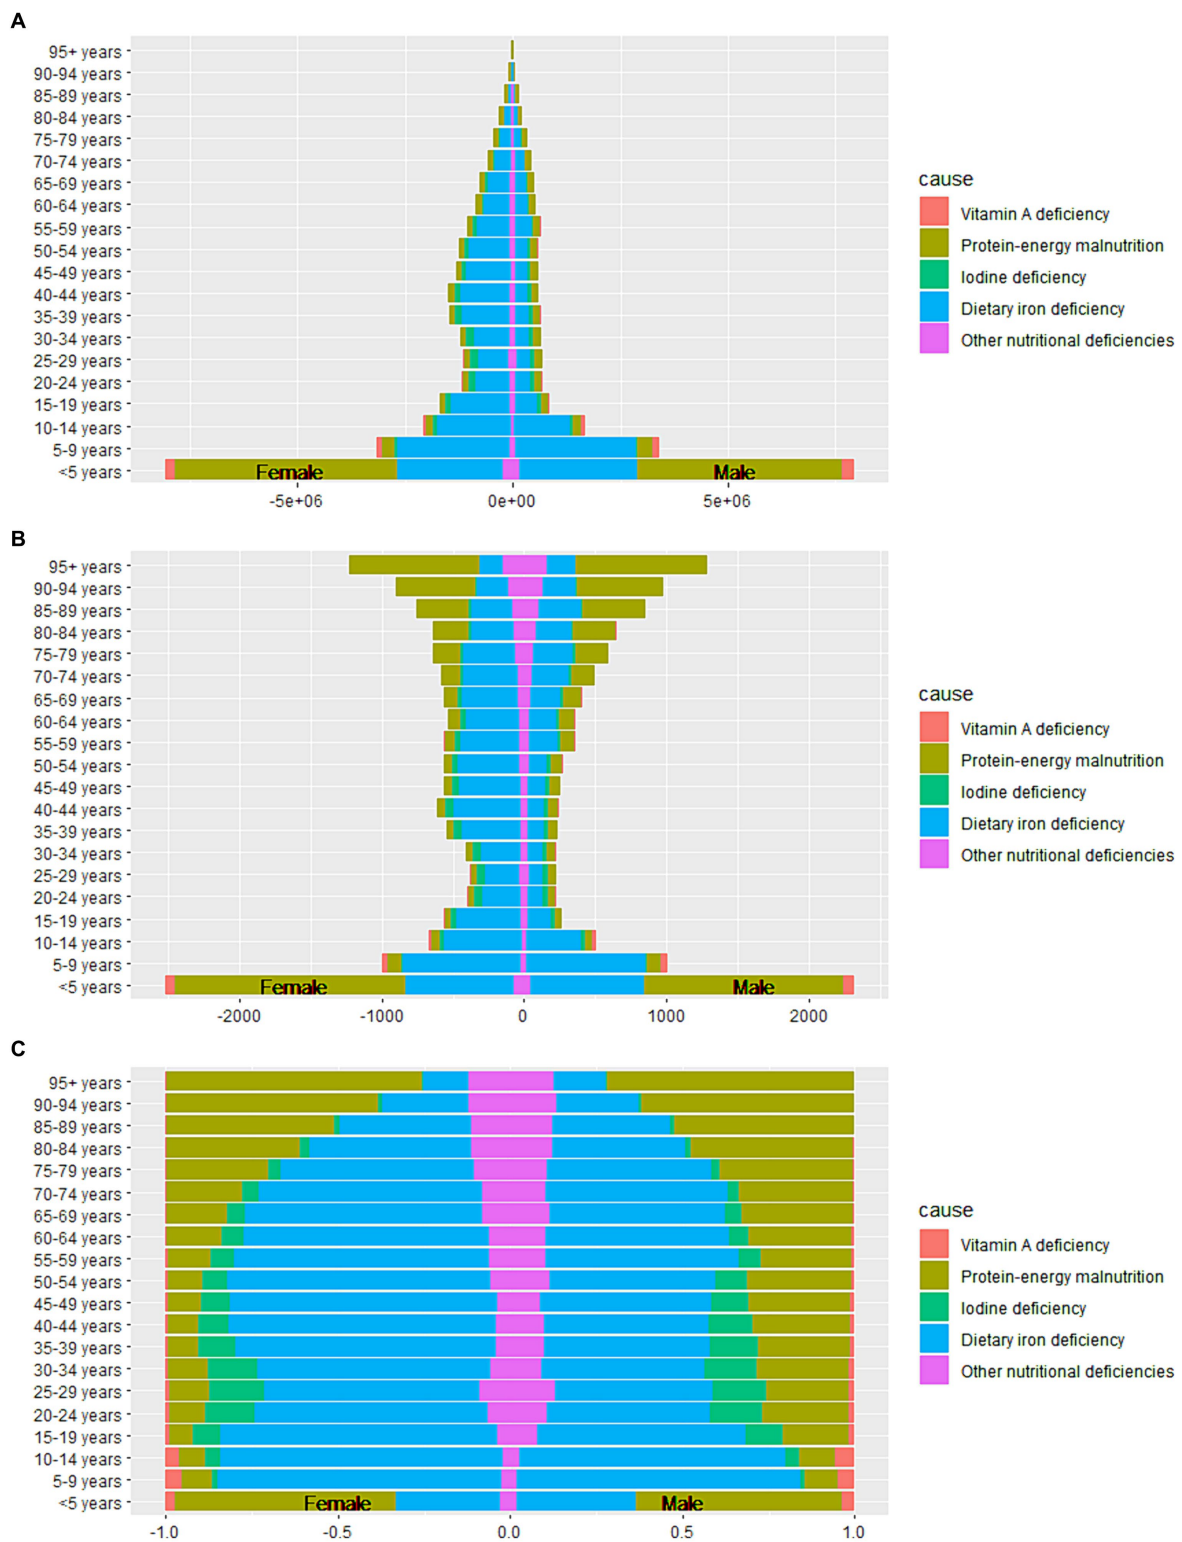 A
95+ years
90-94 years
85-89 years
80-84 years
75-79 years
70-74 years
65-69 years
60-64 years
55-59 years
50-54 years
45-49 years
40-44 years
35-39 years
30-34 years
25-29 years
20-24 years
15-19 years
10-14 years
5-9 years
<5 years
Female Male
-5e+06 0e+00 5e+06
cause
Vitamin A deficiency
Protein-energy malnutrition
Iodine deficiency
Dietary iron deficiency
Other nutritional deficiencies
B
95+ years
90-94 years
85-89 years
80-84 years
75-79 years
70-74 years
65-69 years
60-64 years
55-59 years
50-54 years
45-49 years
40-44 years
35-39 years
30-34 years
25-29 years
20-24 years
15-19 years
10-14 years
5-9 years
<5 years
Female Male
-2000 -1000 0 1000 2000
cause
Vitamin A deficiency
Protein-energy malnutrition
Iodine deficiency
Dietary iron deficiency
Other nutritional deficiencies
C
95+ years
90-94 years
85-89 years
80-84 years
75-79 years
70-74 years
65-69 years
60-64 years
55-59 years
50-54 years
45-49 years
40-44 years
35-39 years
30-34 years
25-29 years
20-24 years
15-19 years
10-14 years
5-9 years
<5 years
Female Male
-1.0 -0.5 0.0 0.5 1.0
cause
Vitamin A deficiency
Protein-energy malnutrition
Iodine deficiency
Dietary iron deficiency
Other nutritional deficiencies